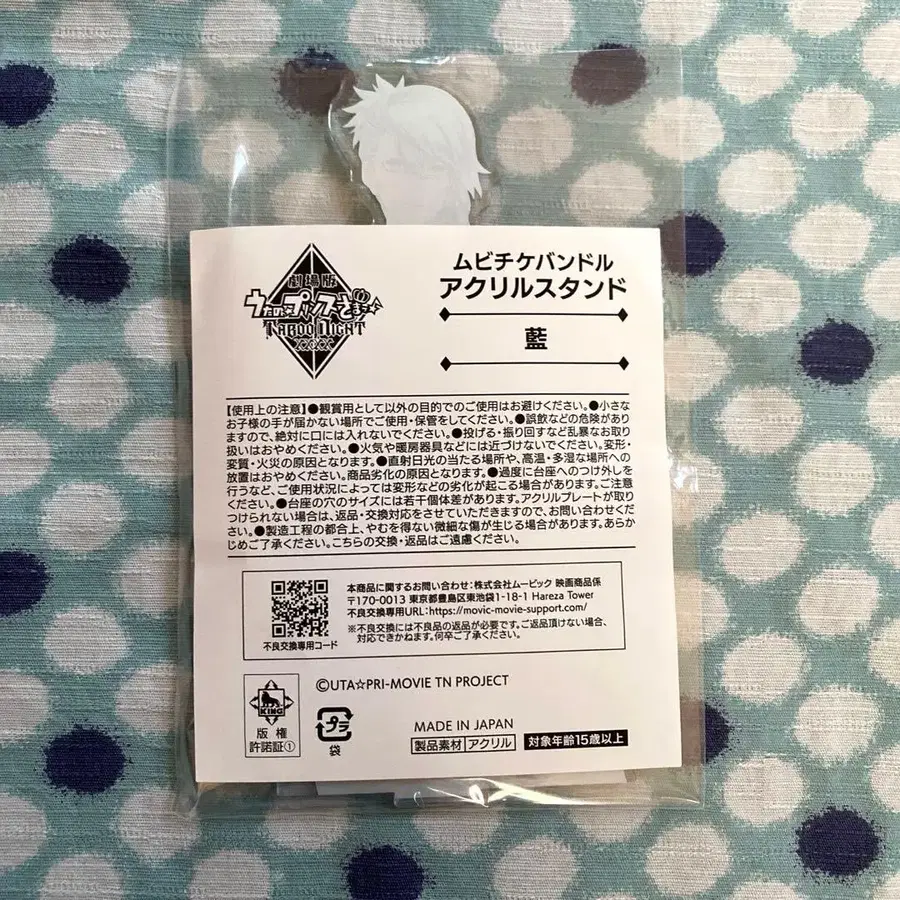 劇場版
うたの☆プリンスさまっ♪
TABOO NIGHT
XXXX
ムビチケバンドル
アクリルスタンド
藍
【使用上の注意】●観賞用として以外の目的でのご使用はお避けください。●小さな
お子様の手が届かない場所でご使用・保管をしてください。●誤飲などの危険があり
ますので、絶対に口には入れないでください。●投げる・振り回すなど乱暴なお取り
扱いはおやめください。●火気や暖房器具などには近づけないでください。変形・
変質・火災の原因となります。●直射日光の当たる場所や、高温・多湿な場所への
放置はおやめください。商品劣化の原因となります。●過度に台座へのつけ外しを
行うなど、ご使用状況によっては変形などの劣化が起こる場合があります。ご注意
ください。●台座の穴のサイズには若干個体差があります。アクリルプレートが取り
つけられない場合は、返品・交換対応をさせていただきますので、お問い合わせくだ
さい。●製造工程の都合上、やむを得ない微細な傷が生じる場合があります。あらか
じめご了承ください。こちらの交換・返品はご遠慮ください。
不良交換専用コード
本商品に関するお問い合わせ:株式会社ムービック 映画商品係
〒170-0013 東京都豊島区東池袋1-18-1 Hareza Tower
不良交換専用URL:https://movic-movie-support.com/
※不良交換には不良品の返品が必要です。ご返品頂けない場合、
対応できかねます。何卒ご了承ください。
KING
版権
許諾証①
©UTA☆PRI-MOVIE TN PROJECT
プラ
袋
MADE IN JAPAN
製品素材 アクリル
対象年齢15歳以上